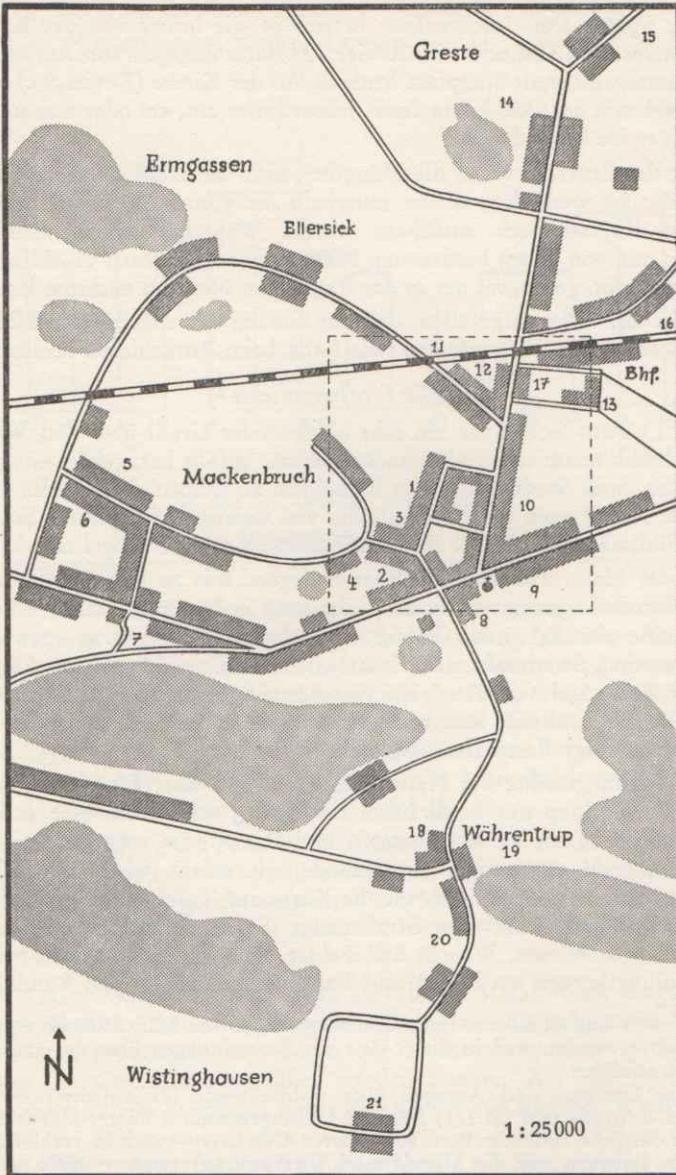 Greste
15
14
Ermgassen
Ellersiek
11
16
12
Bhf.
17
13
5
Mackenbruch
1
6
10
3
4
2
9
8
7
18
Währentrup
19
20
N
Wistinghausen
21
1:25000